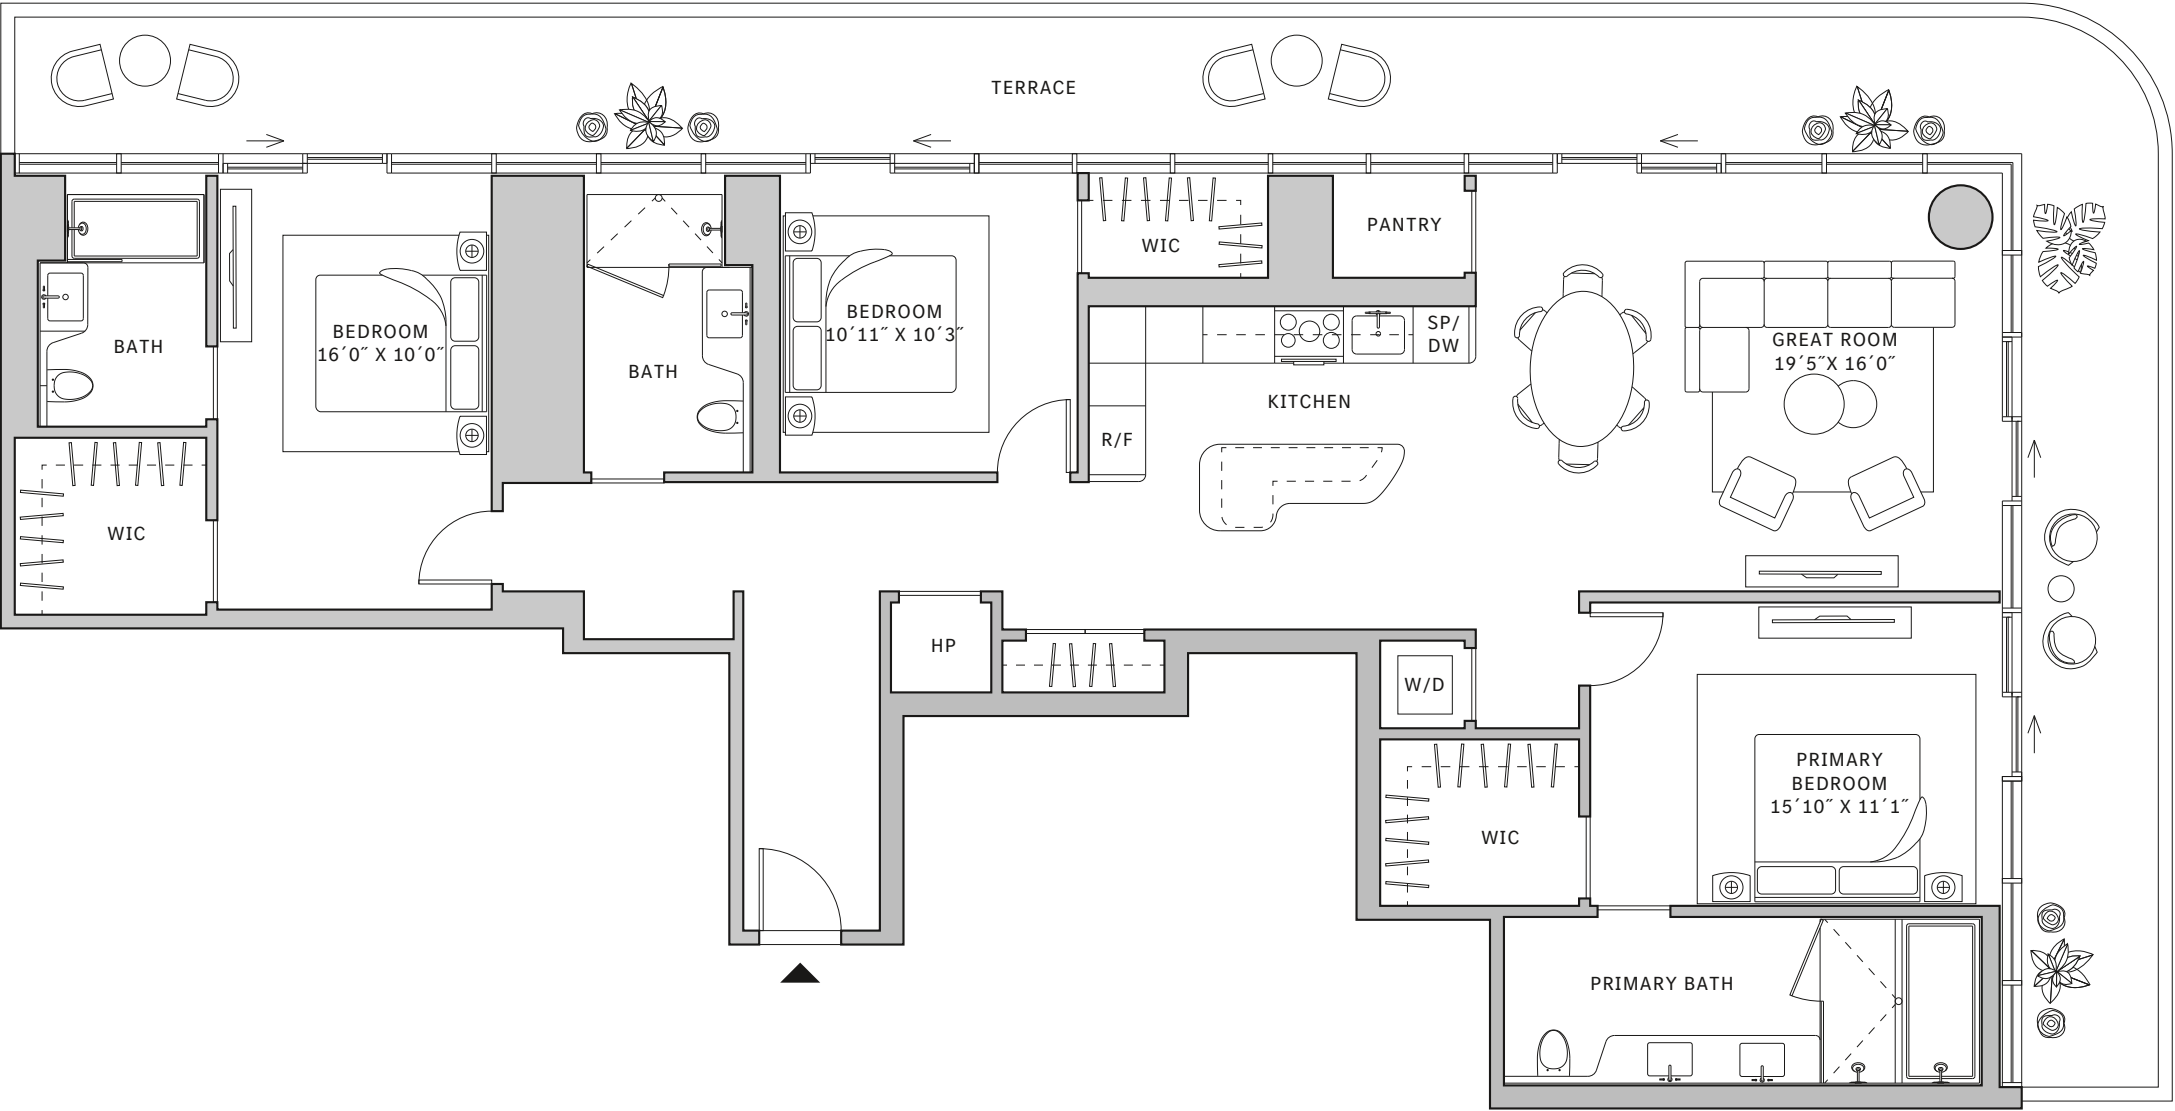 TERRACE
PANTRY
WIC
BEDROOM
10′11″ X 10′3″
BEDROOM
16′0″ X 10′0″
BATH
BATH
SP/
DW
GREAT ROOM
19′5″X 16′0″
KITCHEN
R/F
WIC
HP
W/D
PRIMARY
BEDROOM
15′10″ X 11′1″
WIC
PRIMARY BATH